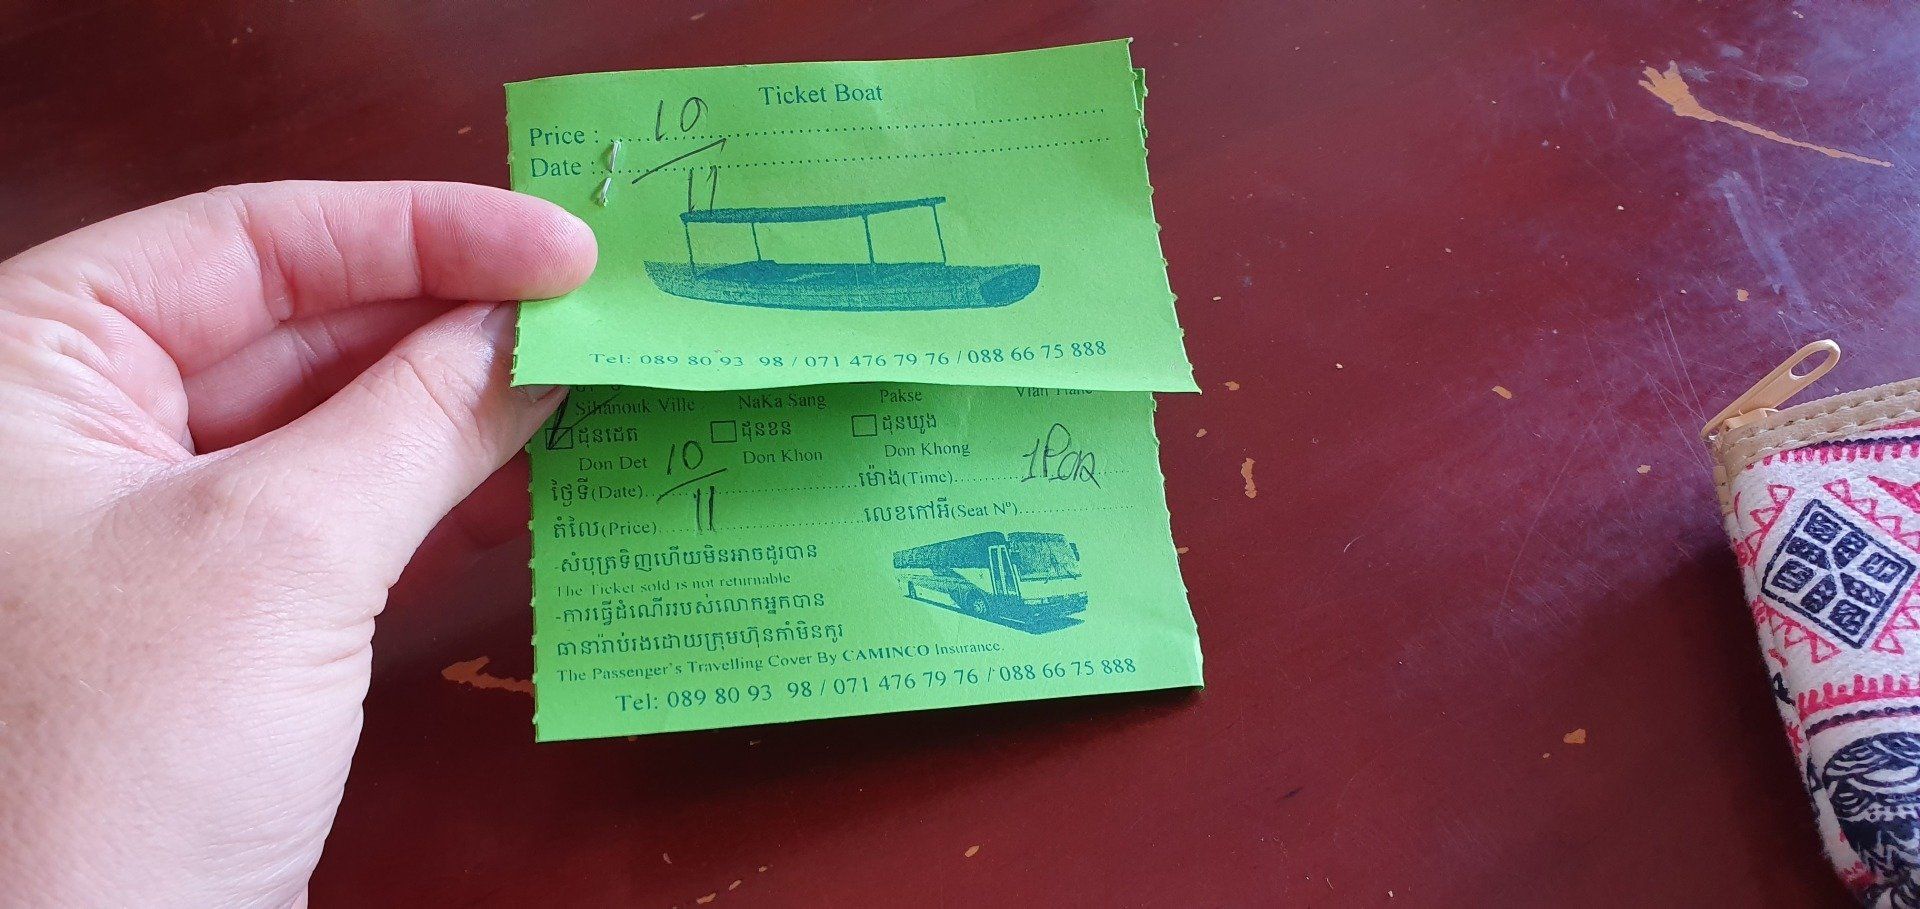 Ticket Boat
Price : 10
Date : 11
Tel: 089 80 93 98 / 071 476 79 76 / 088 66 75 888
Sihanouk Ville NaKa Sang Pakse
ដុនដេត ដុនខន ដុនឃូង
Don Det Don Khon Don Khong
ថ្ងៃទី(Date) 10 ម៉ោង(Time)
តំលៃ(Price) 11 លេខកៅអី(Seat Nº)
-សំបុត្រទិញហើយមិនអាចដូរបាន
The Ticket sold is not returnable
-ការធ្វើដំណើររបស់លោកអ្នកបាន
ធានារ៉ាប់រងដោយក្រុមហ៊ុនកាំមិនកូរ
The Passenger's Travelling Cover By CAMINCO Insurance.
Tel: 089 80 93 98 / 071 476 79 76 / 088 66 75 888